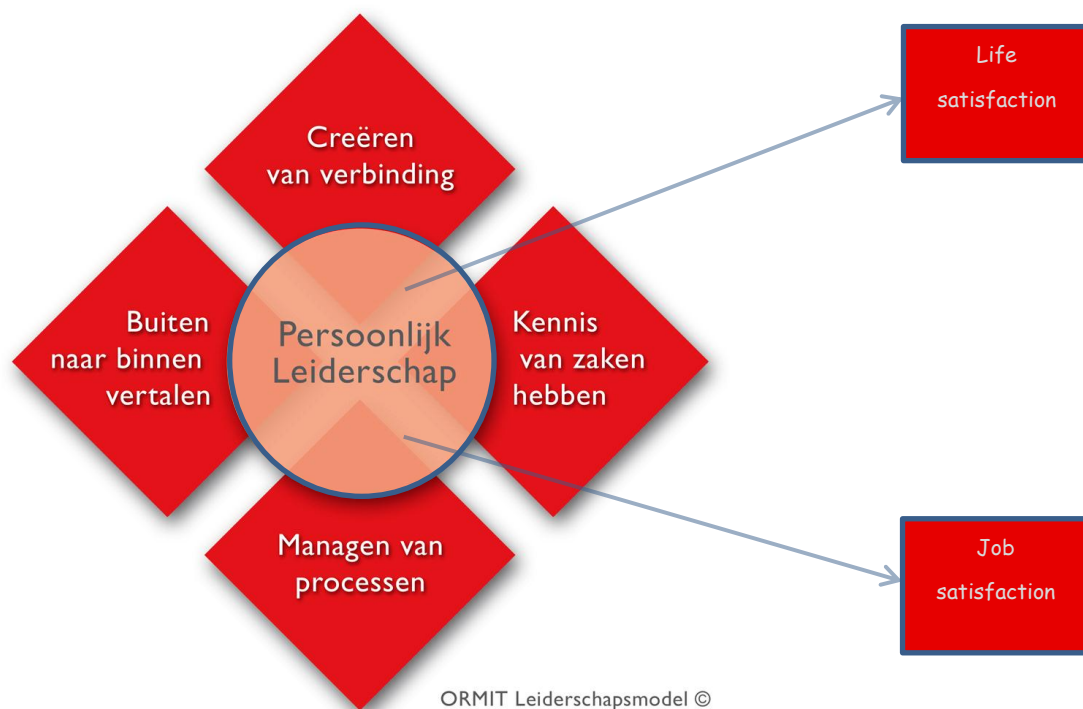 Creëren
van verbinding
Buiten
naar binnen
vertalen
Persoonlijk
Leiderschap
Kennis
van zaken
hebben
Managen van
processen
Life
satisfaction
Job
satisfaction
ORMIT Leiderschapsmodel ©